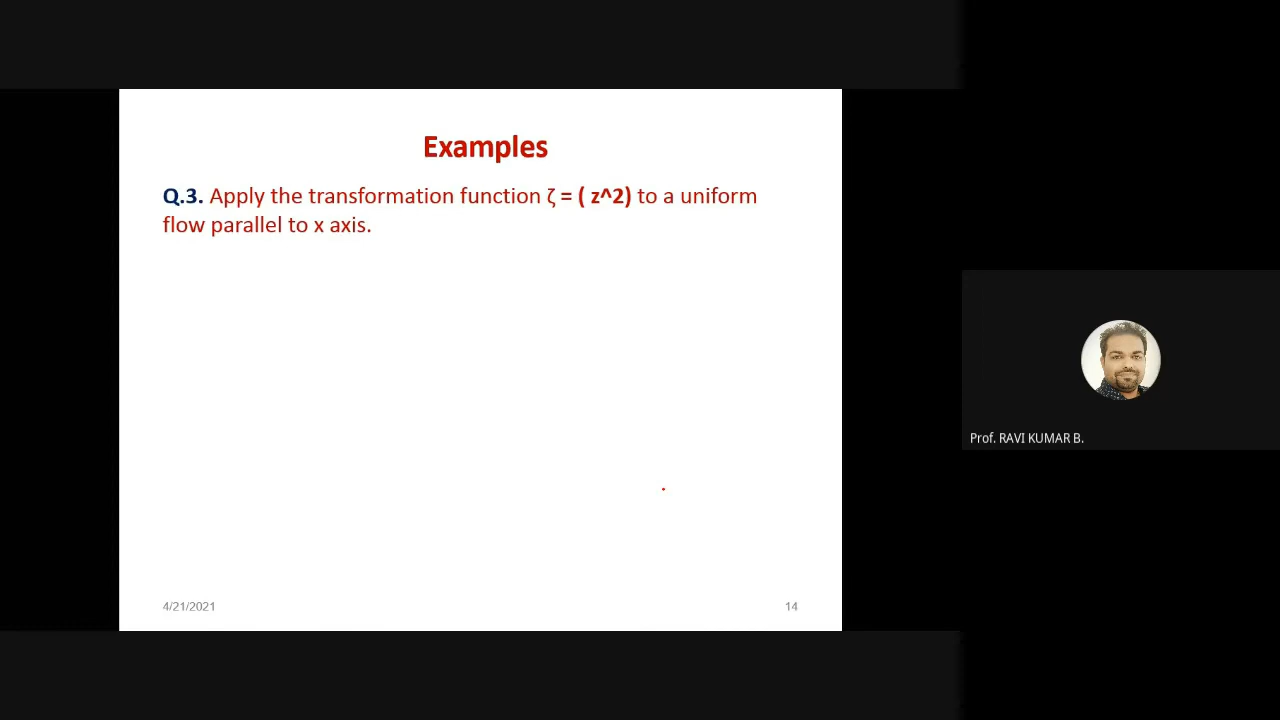 Examples
Q.3. Apply the transformation function ζ = ( z^2) to a uniform
flow parallel to x axis.
Prof. RAVI KUMAR B.
4/21/2021
14